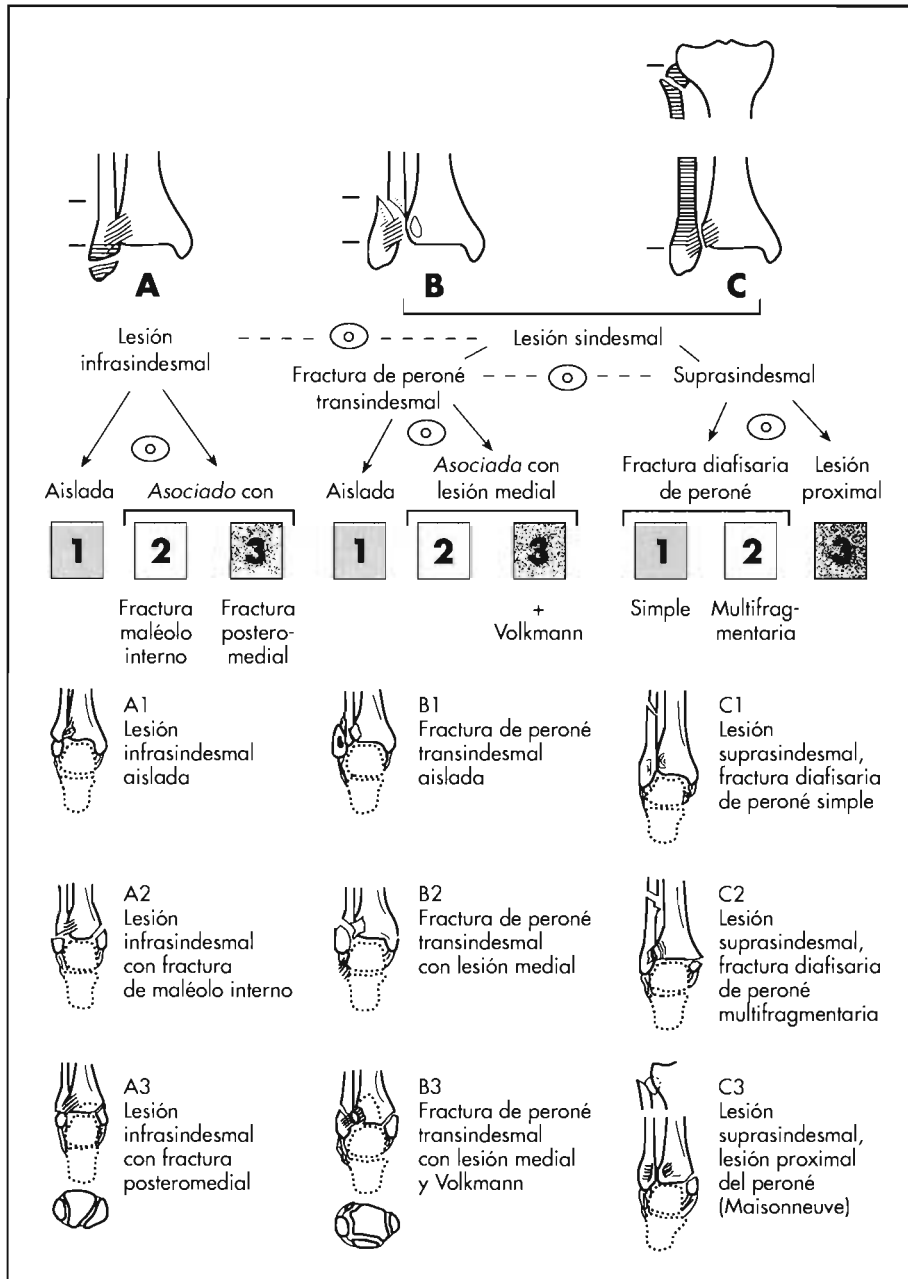 A
B
C
Lesión
infrasindesmal
Lesión sindesmal
Fractura de peroné
transindesmal
Suprasindesmal
Aislada
Asociado con
Aislada
Asociada con
lesión medial
Fractura diafisaria
de peroné
Lesión
proximal
1
2
3
1
2
3
1
2
3
Fractura
maléolo
interno
Fractura
postero-
medial
+
Volkmann
Simple
Multifrag-
mentaria
A1
Lesión
infrasindesmal
aislada
B1
Fractura de peroné
transindesmal
aislada
C1
Lesión
suprasindesmal,
fractura diafisaria
de peroné simple
A2
Lesión
infrasindesmal
con fractura
de maléolo interno
B2
Fractura de peroné
transindesmal
con lesión medial
C2
Lesión
suprasindesmal,
fractura diafisaria
de peroné
multifragmentaria
A3
Lesión
infrasindesmal
con fractura
posteromedial
B3
Fractura de peroné
transindesmal
con lesión medial
y Volkmann
C3
Lesión
suprasindesmal,
lesión proximal
del peroné
(Maisonneuve)